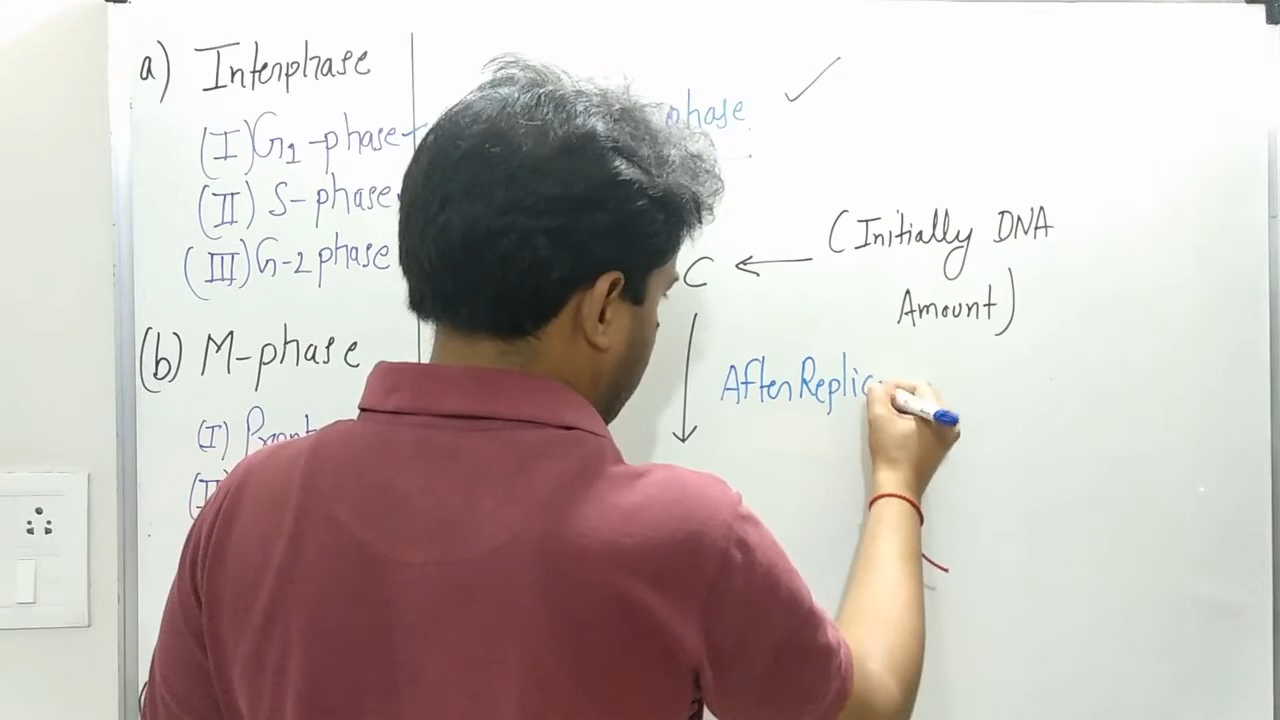 a) Interphase
(I) G1-phase
(II) S-phase
(III) G-2 phase
(b) M-phase
(I)
phase
C ← (Initially DNA
Amount)
After Replic